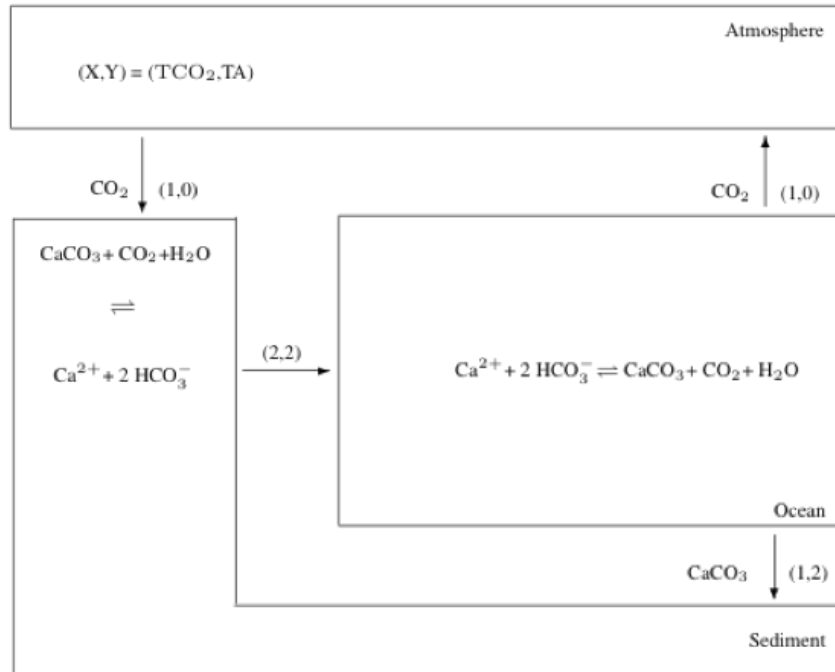 Atmosphere
(X,Y) = (TCO₂,TA)
CO₂ (1,0)
CO₂ (1,0)
CaCO₃+ CO₂ +H₂O
⇌
Ca²⁺ + 2 HCO₃⁻
(2,2)
Ca²⁺ + 2 HCO₃⁻ ⇌ CaCO₃+ CO₂ + H₂O
Ocean
CaCO₃ (1,2)
Sediment